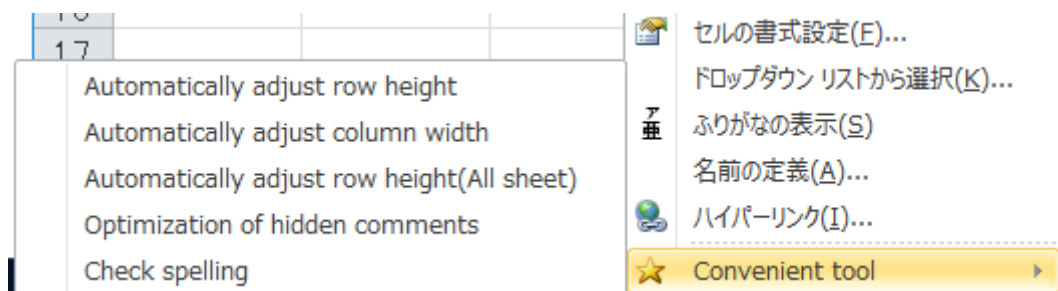 17
Automatically adjust row height
Automatically adjust column width
Automatically adjust row height(All sheet)
Optimization of hidden comments
Check spelling
セルの書式設定(F)...
ドロップダウン リストから選択(K)...
ア亜 ふりがなの表示(S)
名前の定義(A)...
ハイパーリンク(I)...
Convenient tool